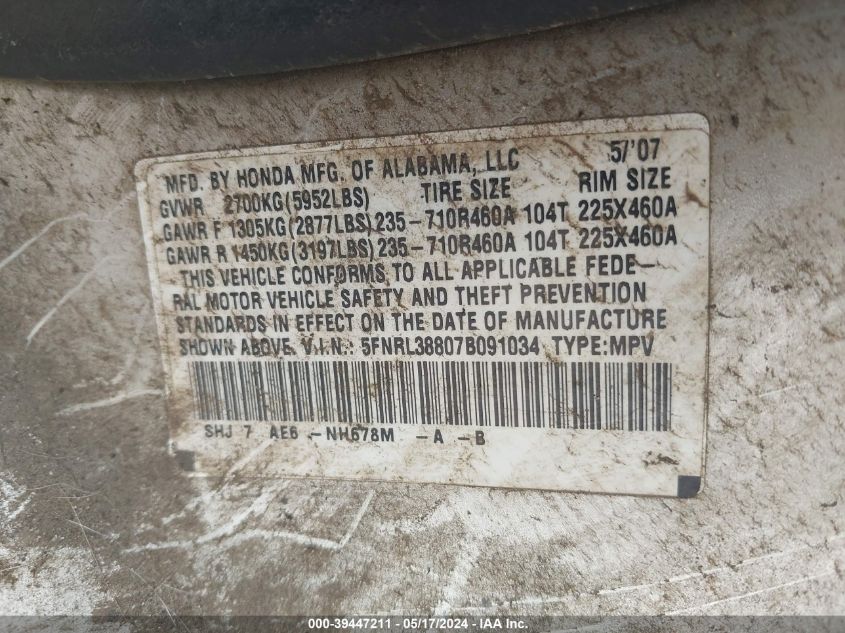 MFD. BY HONDA MFG. OF ALABAMA, LLC 5/'07
GVWR 2700KG(5952LBS) TIRE SIZE RIM SIZE
GAWR F 1305KG(2877LBS)235-710R460A 104T 225X460A
GAWR R 1450KG(3197LBS)235-710R460A 104T 225X460A
THIS VEHICLE CONFORMS TO ALL APPLICABLE FEDE-
RAL MOTOR VEHICLE SAFETY AND THEFT PREVENTION
STANDARDS IN EFFECT ON THE DATE OF MANUFACTURE
SHOWN ABOVE. V.I.N.: 5FNRL38807B091034 TYPE:MPV
SHJ 7 AE6 -NH678M -A -B
000-39447211 - 05/17/2024 - IAA Inc.